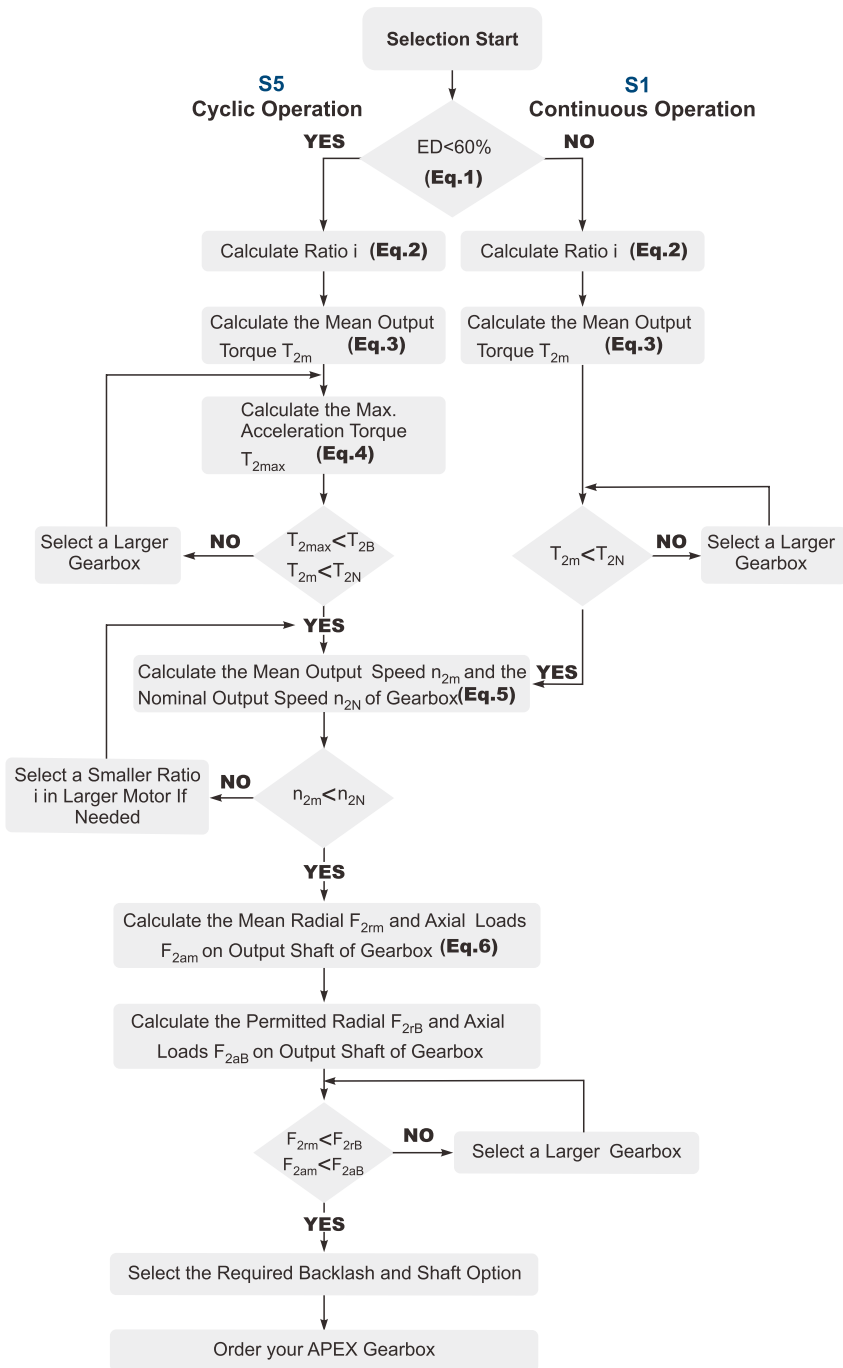 Selection Start
S5
Cyclic Operation
S1
Continuous Operation
YES
ED<60%
(Eq.1)
NO
Calculate Ratio i (Eq.2)
Calculate Ratio i (Eq.2)
Calculate the Mean Output
Torque T2m (Eq.3)
Calculate the Mean Output
Torque T2m (Eq.3)
Calculate the Max.
Acceleration Torque
T2max (Eq.4)
Select a Larger
Gearbox
NO
T2max<T2B
T2m<T2N
T2m<T2N
NO
Select a Larger
Gearbox
YES
Calculate the Mean Output Speed n2m and the
Nominal Output Speed n2N of Gearbox(Eq.5)
YES
Select a Smaller Ratio
i in Larger Motor If
Needed
NO
n2m<n2N
YES
Calculate the Mean Radial F2rm and Axial Loads
F2am on Output Shaft of Gearbox (Eq.6)
Calculate the Permitted Radial F2rB and Axial
Loads F2aB on Output Shaft of Gearbox
F2rm<F2rB
F2am<F2aB
NO
Select a Larger Gearbox
YES
Select the Required Backlash and Shaft Option
Order your APEX Gearbox